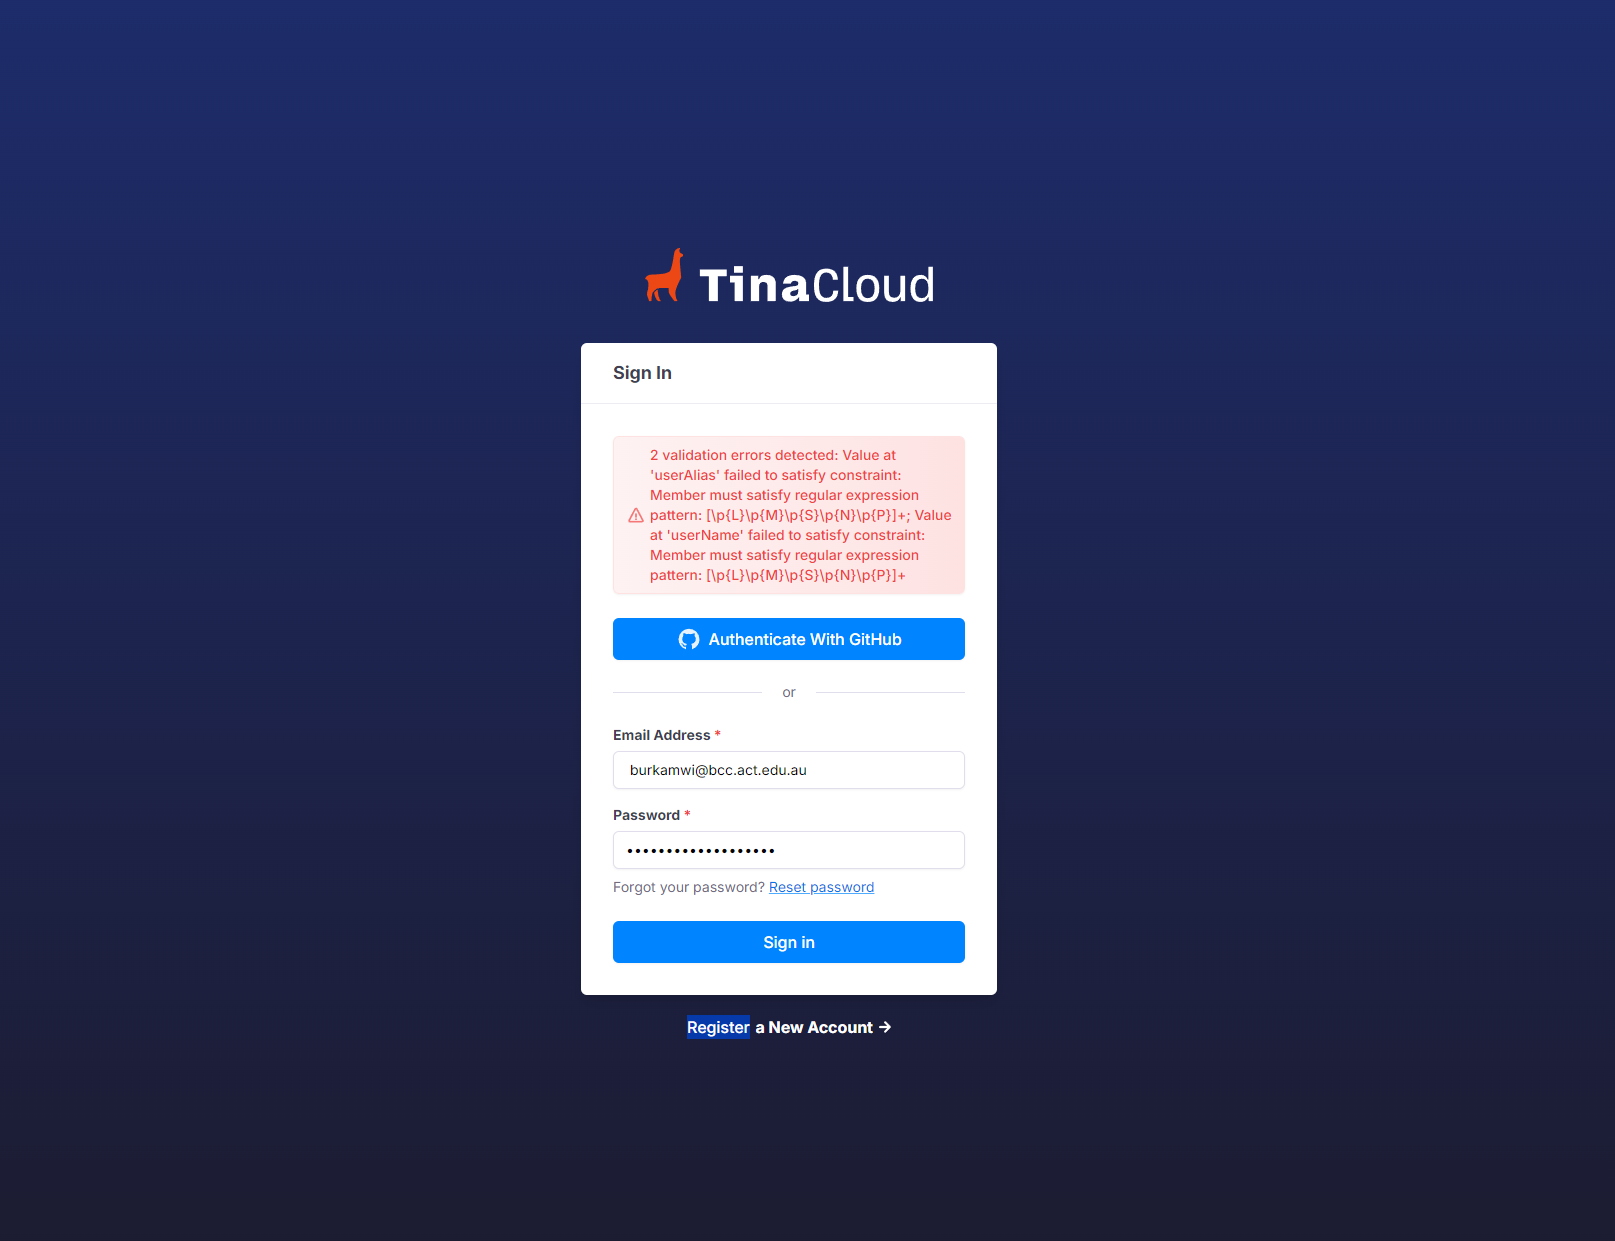 TinaCloud
Sign In
2 validation errors detected: Value at
'userAlias' failed to satisfy constraint:
Member must satisfy regular expression
pattern: [\p{L}\p{M}\p{S}\p{N}\p{P}]+; Value
at 'userName' failed to satisfy constraint:
Member must satisfy regular expression
pattern: [\p{L}\p{M}\p{S}\p{N}\p{P}]+
Authenticate With GitHub
or
Email Address *
burkamwi@bcc.act.edu.au
Password *
•••••••••••••••••••
Forgot your password? Reset password
Sign in
Register a New Account →